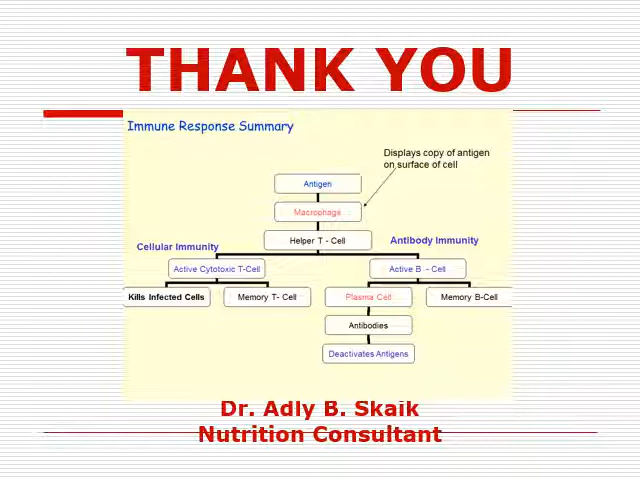 THANK YOU
Immune Response Summary
Displays copy of antigen
on surface of cell
Antigen
Macrophage
Helper T - Cell
Cellular Immunity
Antibody Immunity
Active Cytotoxic T-Cell
Active B - Cell
Kills Infected Cells
Memory T- Cell
Plasma Cell
Memory B-Cell
Antibodies
Deactivates Antigens
Dr. Adly B. Skaik
Nutrition Consultant